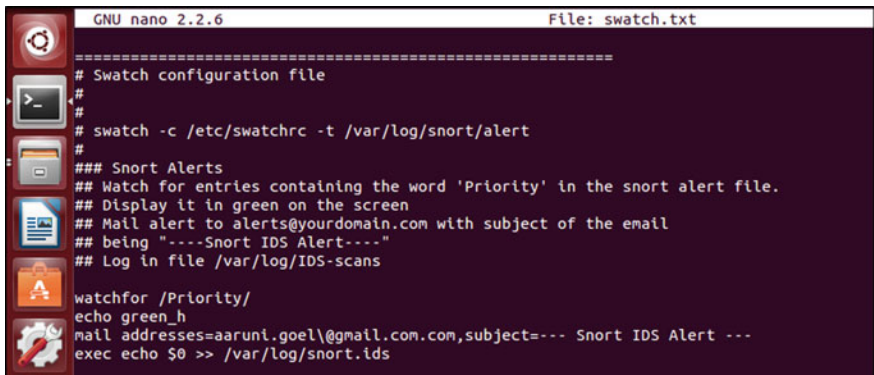 GNU nano 2.2.6 File: swatch.txt
============================================================
# Swatch configuration file
#
#
# swatch -c /etc/swatchrc -t /var/log/snort/alert
#
### Snort Alerts
## Watch for entries containing the word 'Priority' in the snort alert file.
## Display it in green on the screen
## Mail alert to alerts@yourdomain.com with subject of the email
## being "----Snort IDS Alert----"
## Log in file /var/log/IDS-scans
watchfor /Priority/
echo green_h
mail addresses=aaruni.goel\@gmail.com.com,subject=--- Snort IDS Alert ---
exec echo $0 >> /var/log/snort.ids